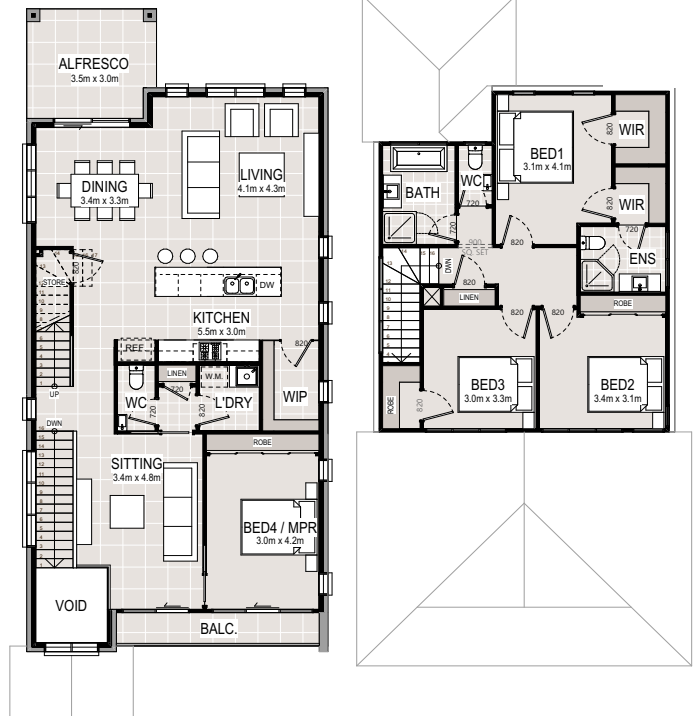 ALFRESCO
3.5m x 3.0m
LIVING
4.1m x 4.3m
DINING
3.4m x 3.3m
820
STORE
DW
KITCHEN
5.5m x 3.0m
REF
820
UP
WC
720
LINEN
720
W.M.
820
L'DRY
WIP
DWN
SITTING
3.4m x 4.8m
ROBE
BED4 / MPR
3.0m x 4.2m
VOID
BALC.
BED1
3.1m x 4.1m
820
WIR
820
WIR
BATH
WC
720
720
900
SQ. SET
820
720
ENS
DWN
820
LINEN
ROBE
820
820
BED3
3.0m x 3.3m
BED2
3.4m x 3.1m
ROBE
820